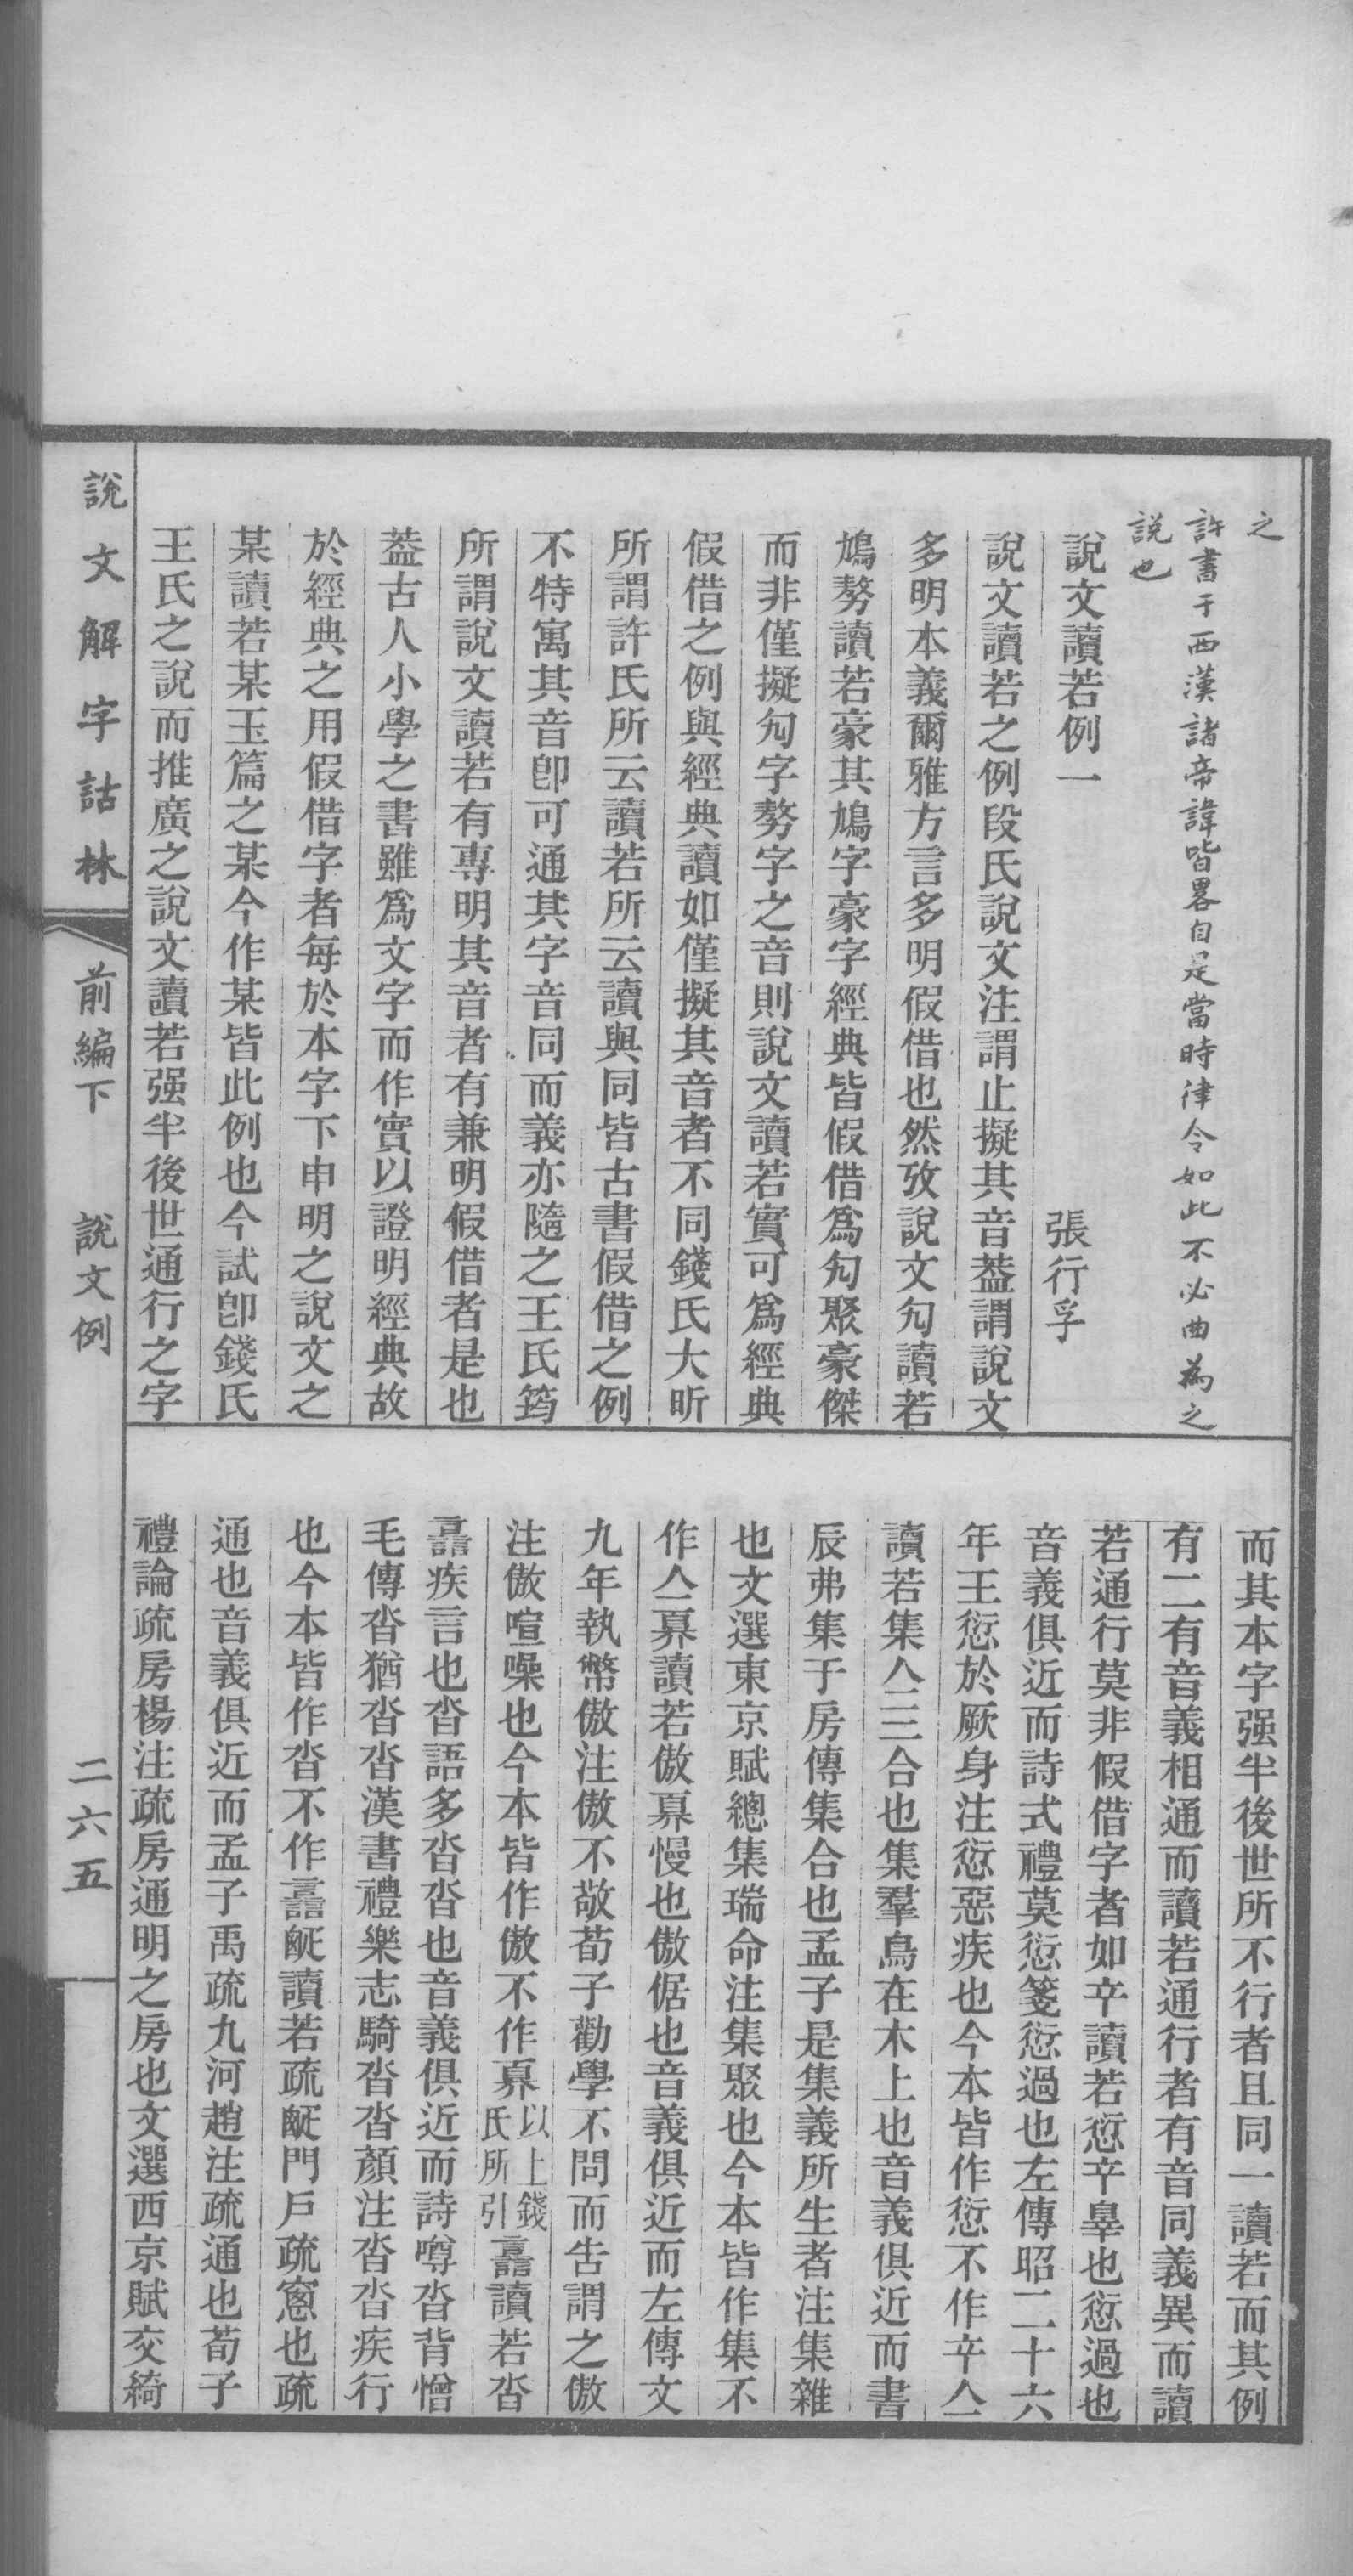 之
許書于西漢諸帝諱皆畧自是當時律令如此不必曲為之
説也
說文讀若例一
張行孚
說文讀若之例段氏說文注謂止擬其音葢謂說文
多明本義爾雅方言多明假借也然攷說文勼讀若
鳩勢讀若豪其鳩字豪字經典皆假借爲勼聚豪傑
而非僅擬勼字勢字之音則說文讀若實可爲經典
假借之例與經典讀如僅擬其音者不同錢氏大昕
所謂許氏所云讀若所云讀與同皆古書假借之例
不特寓其音卽可通其字音同而義亦隨之王氏筠
所謂說文讀若有專明其音者有兼明假借者是也
葢古人小學之書雖爲文字而作實以證明經典故
於經典之用假借字者每於本字下申明之說文之
某讀若某玉篇之某今作某皆此例也今試卽錢氏
王氏之說而推廣之說文讀若强半後世通行之字
而其本字强半後世所不行者且同一讀若而其例
有二有音義相通而讀若通行者有音同義異而讀
若通行莫非假借字者如䇂讀若愆䇂辠也愆過也
音義俱近而詩式禮莫愆箋愆過也左傳昭二十六
年王愆於厥身注愆惡疾也今本皆作愆不作䇂亼
讀若集亼三合也集羣鳥在木上也音義俱近而書
辰弗集于房傳集合也孟子是集義所生者注集雜
也文選東京賦總集瑞命注集聚也今本皆作集不
作亼奡讀若傲奡慢也傲倨也音義俱近而左傳文
九年執幣傲注傲不敬荀子勸學不問而告謂之傲
注傲喧噪也今本皆作傲不作奡以上錢氏所引譶讀若沓
譶疾言也沓語多沓沓也音義俱近而詩噂沓背憎
毛傳沓猶沓沓漢書禮樂志騎沓沓顏注沓沓疾行
也今本皆作沓不作譶䟽讀若疏䟽門戶疏窻也疏
通也音義俱近而孟子禹疏九河趙注疏通也荀子
禮論疏房楊注疏房通明之房也文選西京賦交綺
說文解字詁林
前編下
說文例
二六五